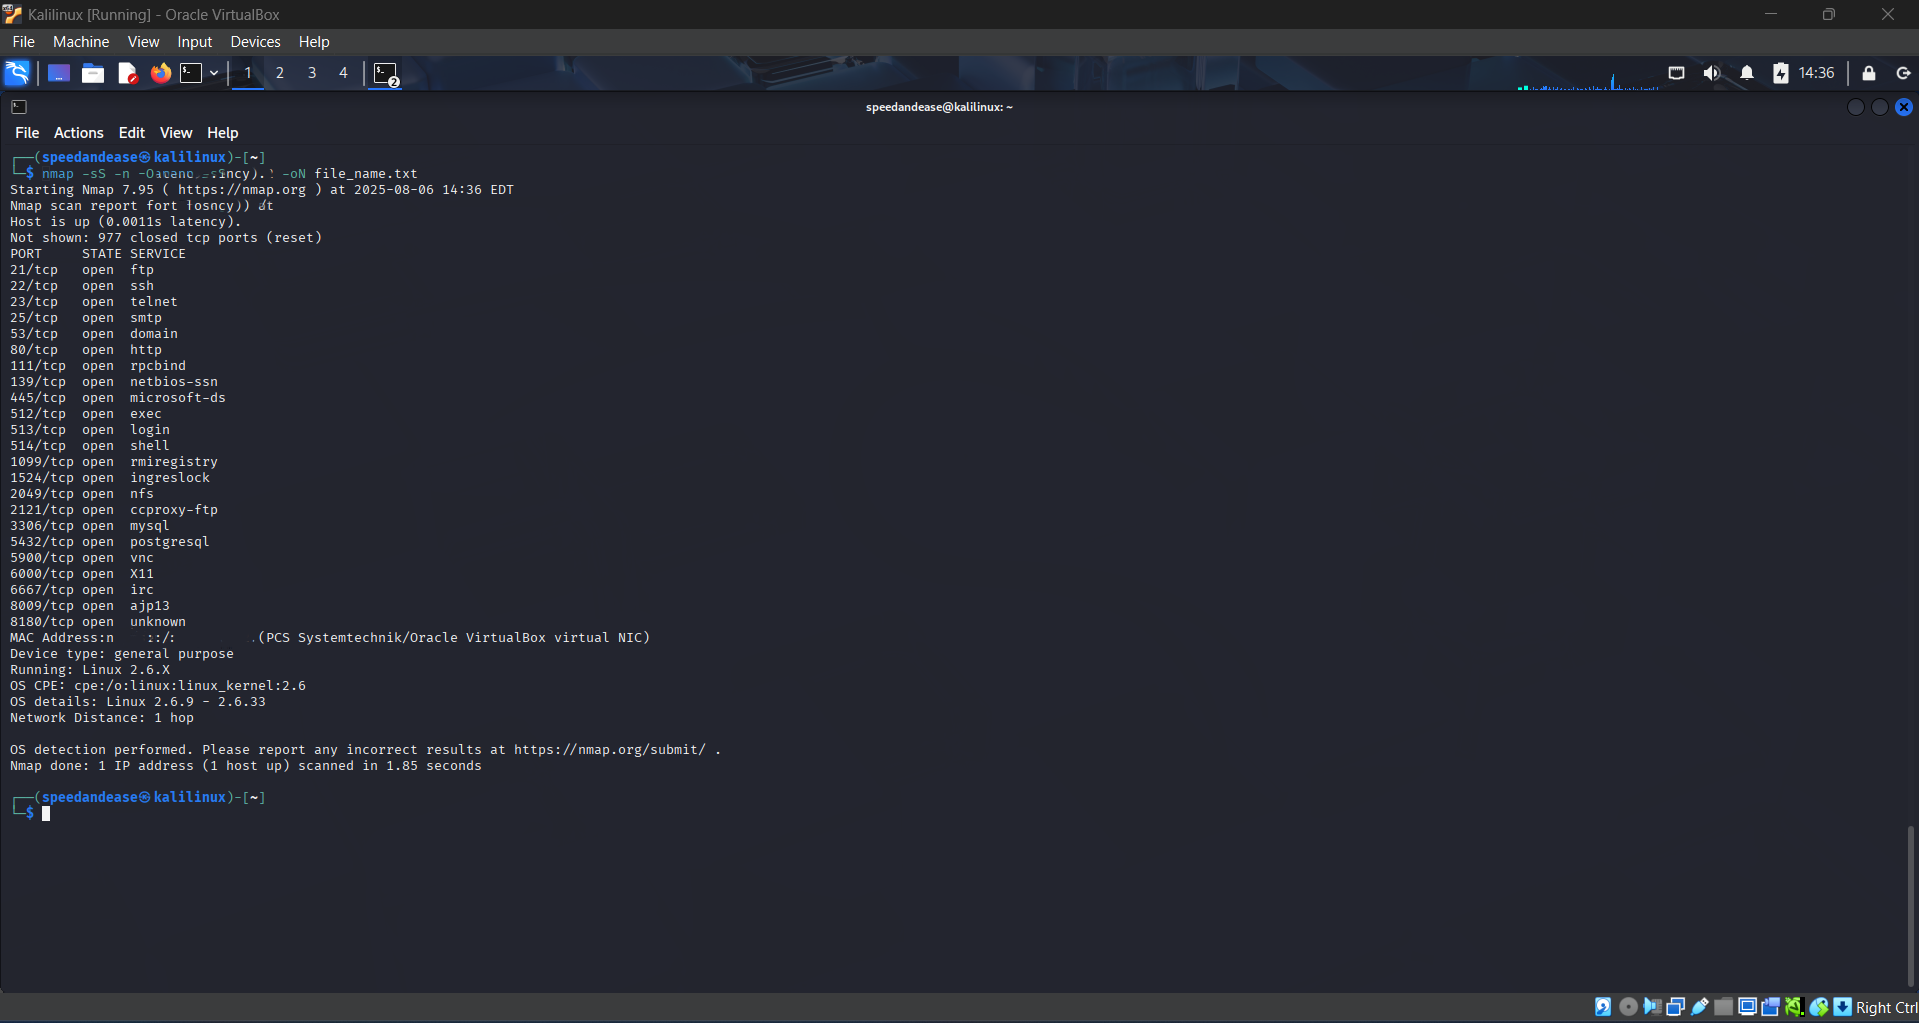 Kalilinux [Running] - Oracle VirtualBox
File Machine View Input Devices Help
1 2 3 4 2 14:36
speedandease@kalilinux: ~
File Actions Edit View Help
(speedandease㉿kalilinux)-[~]
$ nmap -sS -n -O -oN file_name.txt
Starting Nmap 7.95 ( https://nmap.org ) at 2025-08-06 14:36 EDT
Nmap scan report
Host is up (0.0011s latency).
Not shown: 977 closed tcp ports (reset)
PORT STATE SERVICE
21/tcp open ftp
22/tcp open ssh
23/tcp open telnet
25/tcp open smtp
53/tcp open domain
80/tcp open http
111/tcp open rpcbind
139/tcp open netbios-ssn
445/tcp open microsoft-ds
512/tcp open exec
513/tcp open login
514/tcp open shell
1099/tcp open rmiregistry
1524/tcp open ingreslock
2049/tcp open nfs
2121/tcp open ccproxy-ftp
3306/tcp open mysql
5432/tcp open postgresql
5900/tcp open vnc
6000/tcp open X11
6667/tcp open irc
8009/tcp open ajp13
8180/tcp open unknown
MAC Address: (PCS Systemtechnik/Oracle VirtualBox virtual NIC)
Device type: general purpose
Running: Linux 2.6.X
OS CPE: cpe:/o:linux:linux_kernel:2.6
OS details: Linux 2.6.9 - 2.6.33
Network Distance: 1 hop
OS detection performed. Please report any incorrect results at https://nmap.org/submit/ .
Nmap done: 1 IP address (1 host up) scanned in 1.85 seconds
(speedandease㉿kalilinux)-[~]
$
Right Ctrl